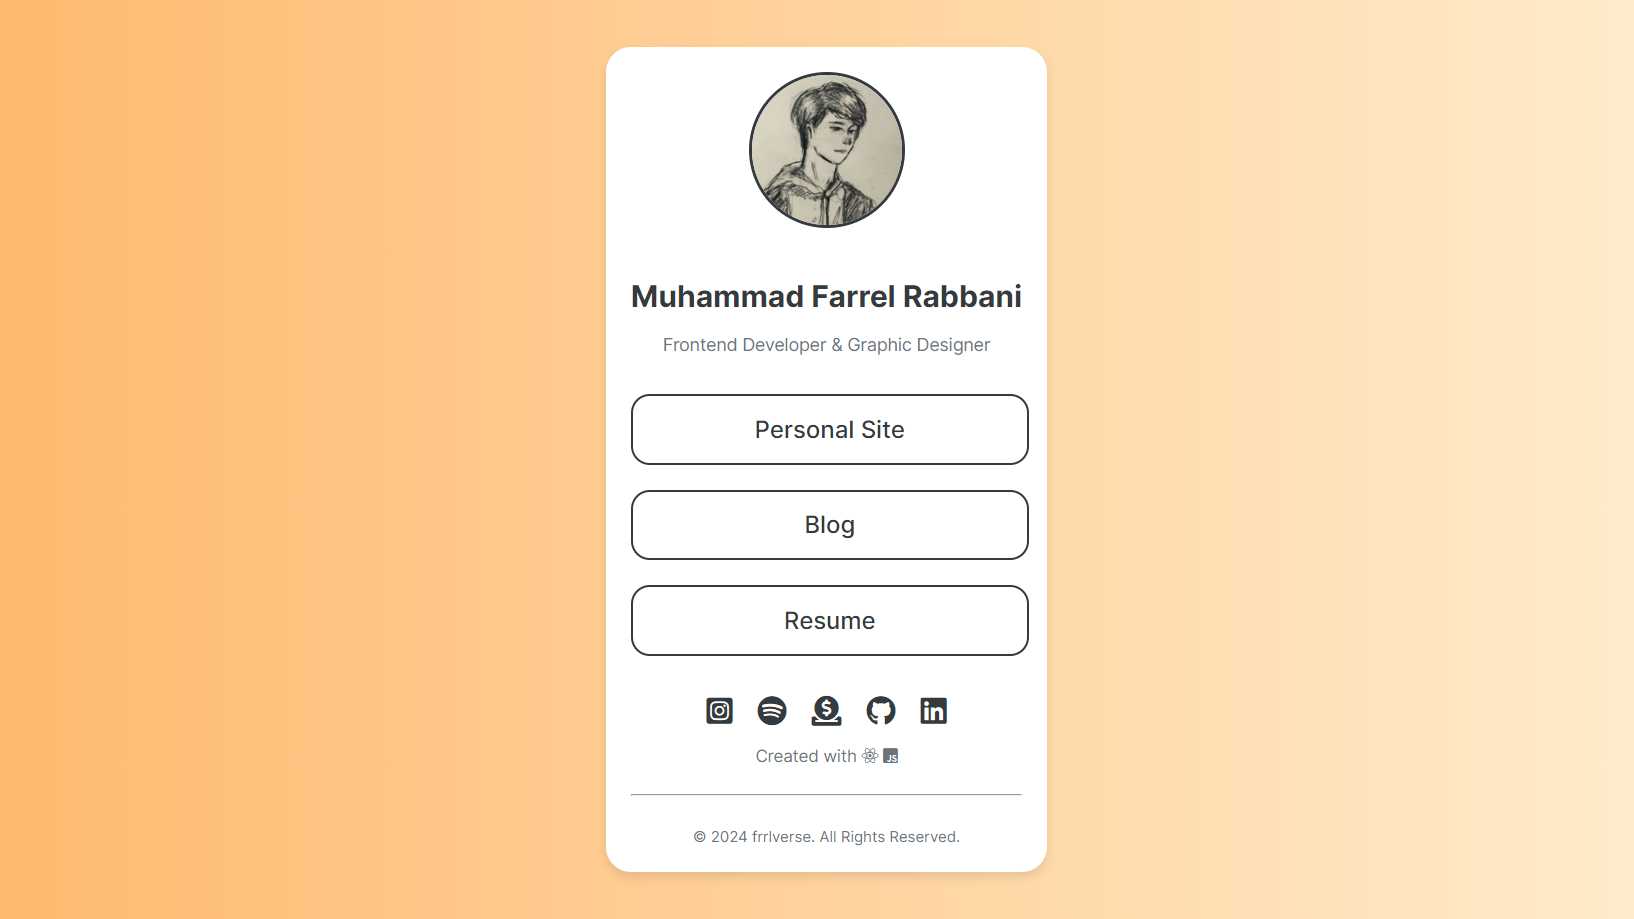 Muhammad Farrel Rabbani
Frontend Developer & Graphic Designer
Personal Site
Blog
Resume
Created with JS
© 2024 frrlverse. All Rights Reserved.